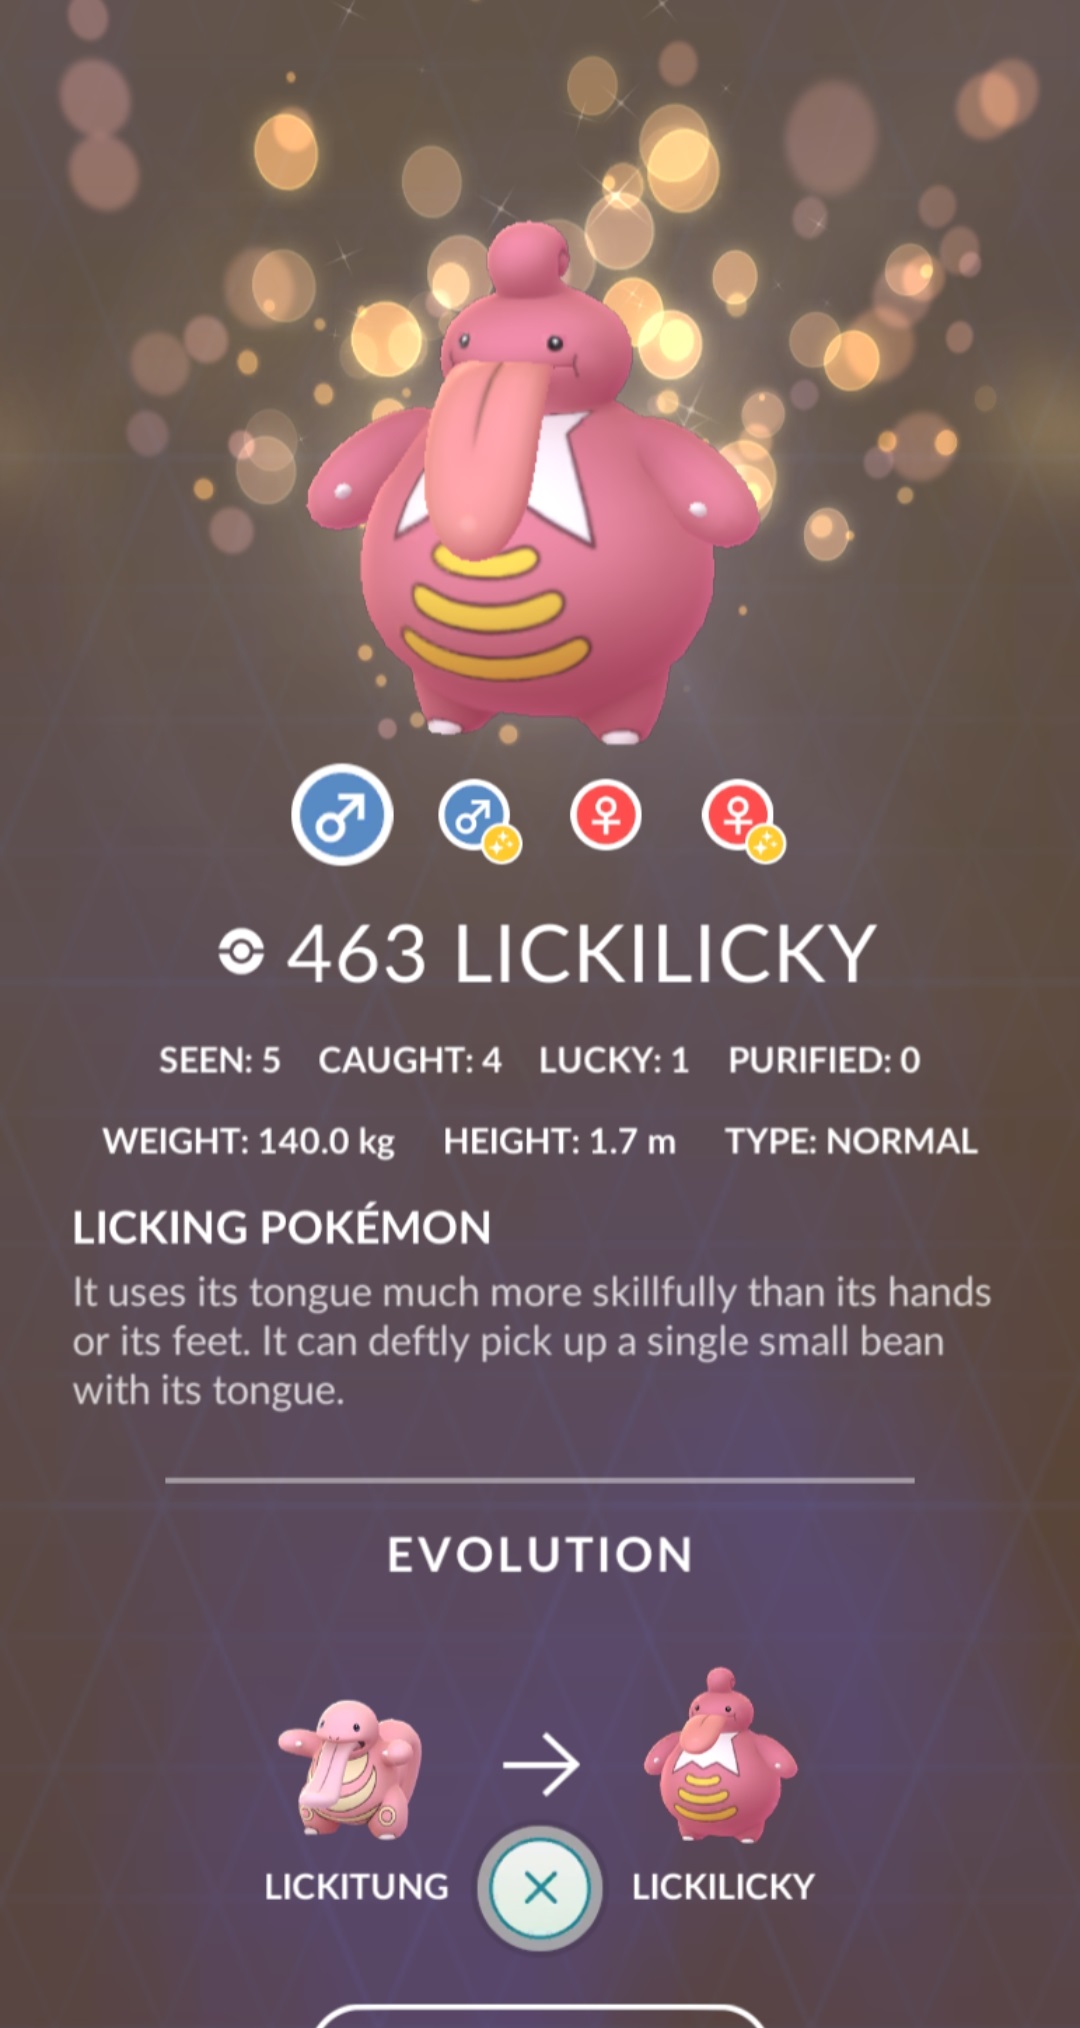 463 LICKILICKY
SEEN: 5 CAUGHT: 4 LUCKY: 1 PURIFIED: 0
WEIGHT: 140.0 kg HEIGHT: 1.7 m TYPE: NORMAL
LICKING POKÉMON
It uses its tongue much more skillfully than its hands
or its feet. It can deftly pick up a single small bean
with its tongue.
EVOLUTION
LICKITUNG LICKILICKY